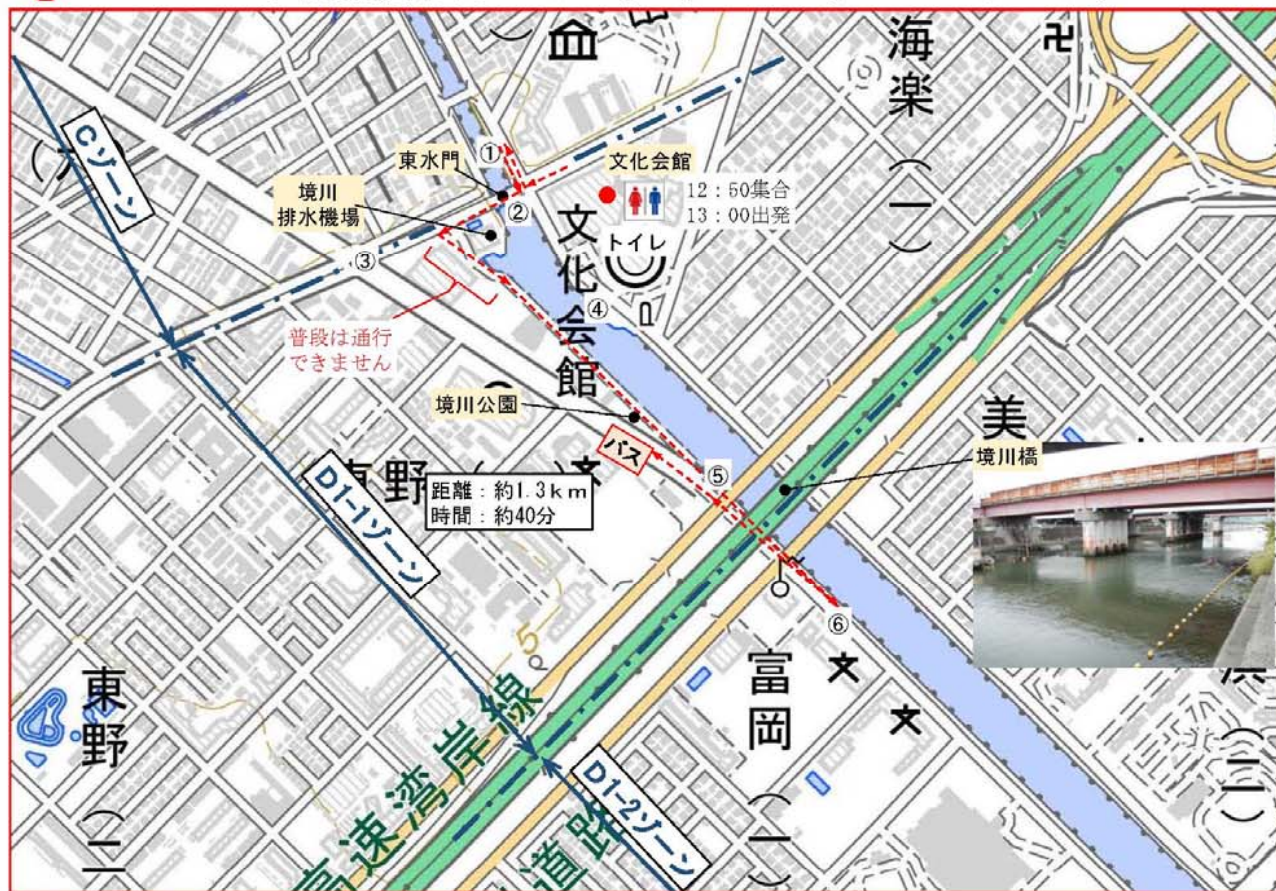 海楽（一）
Cゾーン
①
東水門
文化会館
境川
排水機場
②
12：50集合
13：00出発
トイレ
文化会館
③
④
普段は通行
できません
境川公園
バス
美
境川橋
東野
距離：約1.3ｋｍ
時間：約40分
⑤
D1-1ゾーン
⑥
5
富岡（一）
東野（二）
高速湾岸線
道路
D1-2ゾーン
浜（二）